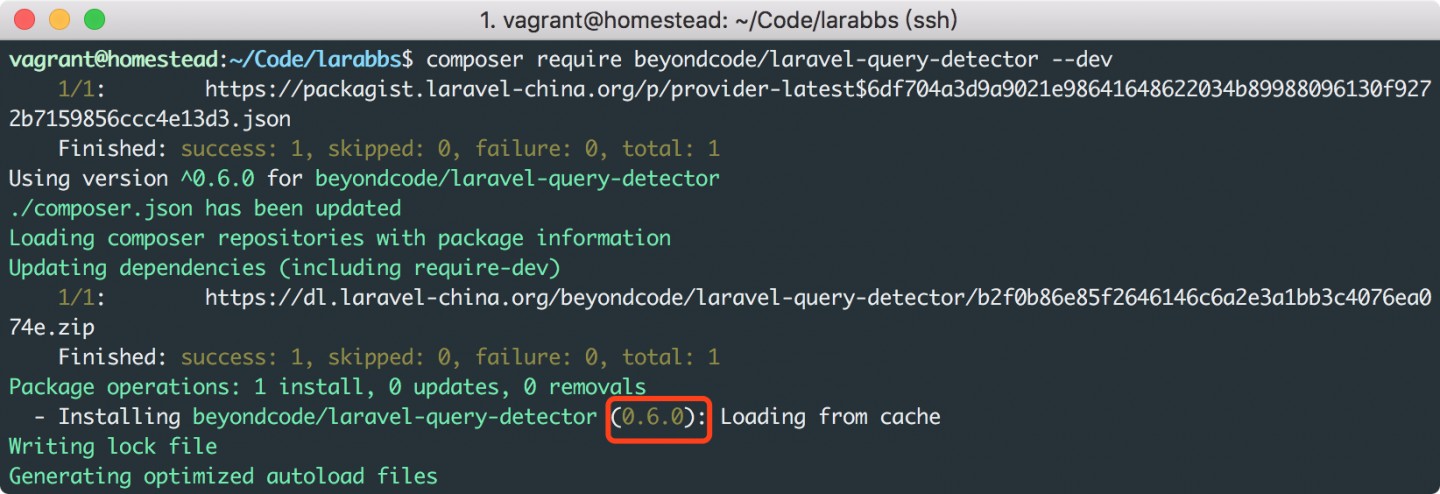 1. vagrant@homestead: ~/Code/larabbs (ssh)
vagrant@homestead:~/Code/larabbs$ composer require beyondcode/laravel-query-detector --dev
    1/1:        https://packagist.laravel-china.org/p/provider-latest$6df704a3d9a9021e98641648622034b89988096130f927
2b7159856ccc4e13d3.json
    Finished: success: 1, skipped: 0, failure: 0, total: 1
Using version ^0.6.0 for beyondcode/laravel-query-detector
./composer.json has been updated
Loading composer repositories with package information
Updating dependencies (including require-dev)
    1/1:        https://dl.laravel-china.org/beyondcode/laravel-query-detector/b2f0b86e85f2646146c6a2e3a1bb3c4076ea0
74e.zip
    Finished: success: 1, skipped: 0, failure: 0, total: 1
Package operations: 1 install, 0 updates, 0 removals
  - Installing beyondcode/laravel-query-detector (0.6.0): Loading from cache
Writing lock file
Generating optimized autoload files